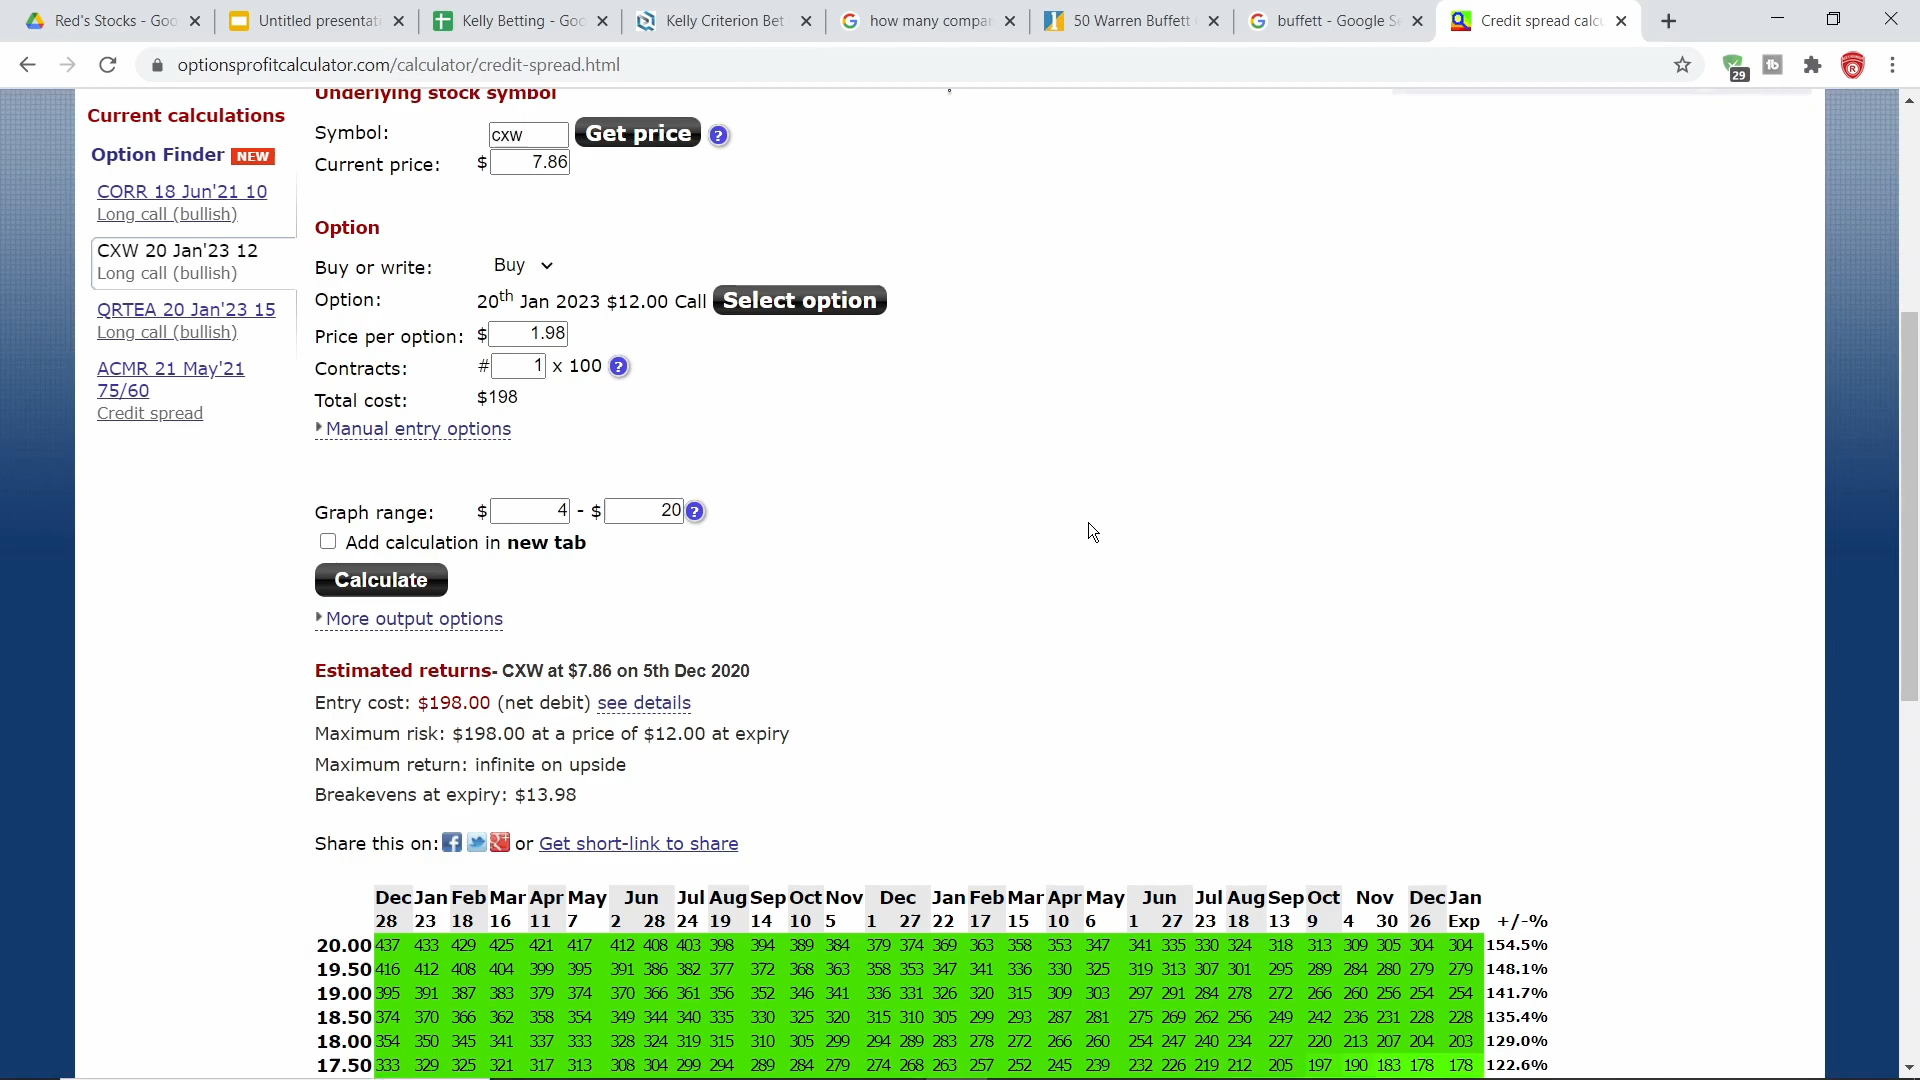 Red's Stocks - Goo
Untitled presentati
Kelly Betting - Goo
Kelly Criterion Bet
how many compan
50 Warren Buffett
buffett - Google Se
Credit spread calcu
optionsprofitcalculator.com/calculator/credit-spread.html
29
Current calculations
Option Finder NEW
CORR 18 Jun'21 10
Long call (bullish)
CXW 20 Jan'23 12
Long call (bullish)
QRTEA 20 Jan'23 15
Long call (bullish)
ACMR 21 May'21
75/60
Credit spread
Underlying stock symbol
Symbol: cxw Get price ?
Current price: $ 7.86
Option
Buy or write: Buy
Option: 20th Jan 2023 $12.00 Call Select option
Price per option: $ 1.98
Contracts: # 1 x 100 ?
Total cost: $198
Manual entry options
Graph range: $ 4 - $ 20 ?
Add calculation in new tab
Calculate
More output options
Estimated returns- CXW at $7.86 on 5th Dec 2020
Entry cost: $198.00 (net debit) see details
Maximum risk: $198.00 at a price of $12.00 at expiry
Maximum return: infinite on upside
Breakevens at expiry: $13.98
Share this on: or Get short-link to share
Dec Jan Feb Mar Apr May Jun Jul Aug Sep Oct Nov Dec Jan Feb Mar Apr May Jun Jul Aug Sep Oct Nov Dec Jan
28 23 18 16 11 7 2 28 24 19 14 10 5 1 27 22 17 15 10 6 1 27 23 18 13 9 4 30 26 Exp +/-%
20.00 437 433 429 425 421 417 412 408 403 398 394 389 384 379 374 369 363 358 353 347 341 335 330 324 318 313 309 305 304 304 154.5%
19.50 416 412 408 404 399 395 391 386 382 377 372 368 363 358 353 347 341 336 330 325 319 313 307 301 295 289 284 280 279 279 148.1%
19.00 395 391 387 383 379 374 370 366 361 356 352 346 341 336 331 326 320 315 309 303 297 291 284 278 272 266 260 256 254 254 141.7%
18.50 374 370 366 362 358 354 349 344 340 335 330 325 320 315 310 305 299 293 287 281 275 269 262 256 249 242 236 231 228 228 135.4%
18.00 354 350 345 341 337 333 328 324 319 315 310 305 299 294 289 283 278 272 266 260 254 247 240 234 227 220 213 207 204 203 129.0%
17.50 333 329 325 321 317 313 308 304 299 294 289 284 279 274 268 263 257 252 245 239 232 226 219 212 205 197 190 183 178 178 122.6%